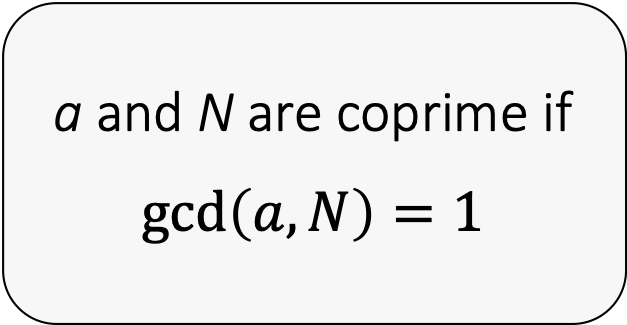 a and N are coprime if
gcd(a, N) = 1